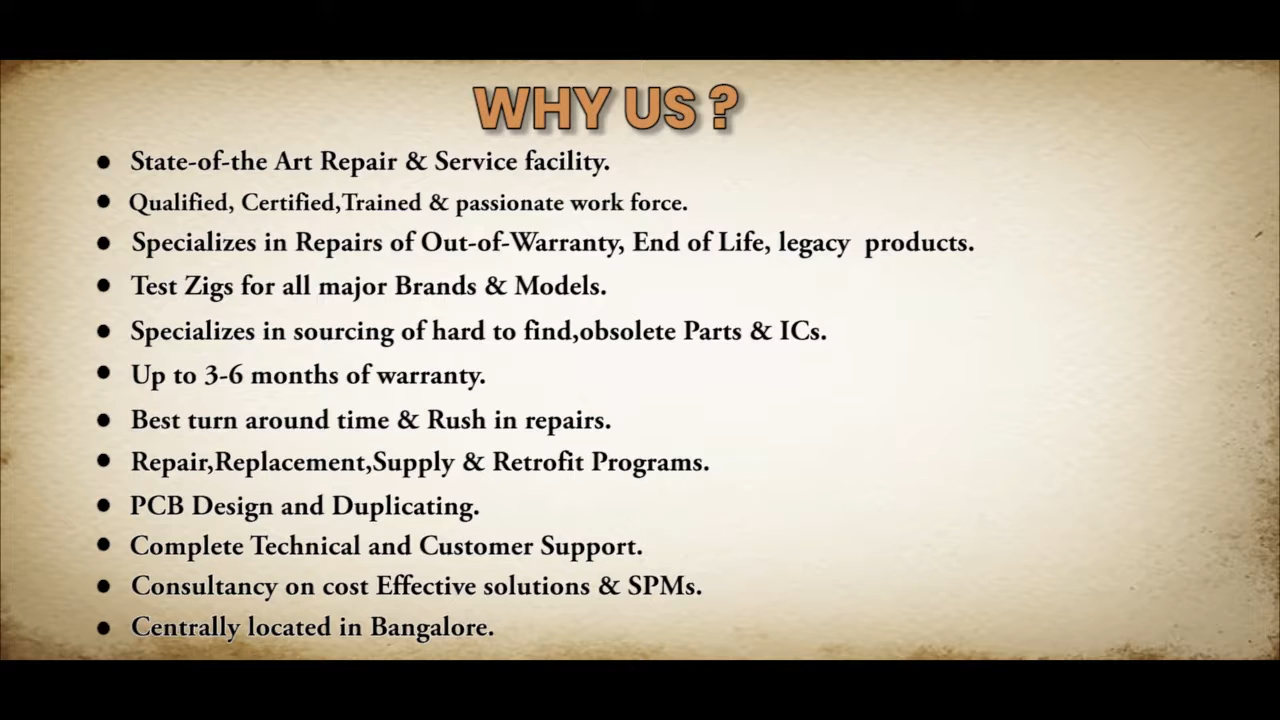 WHY US ?
● State-of-the Art Repair & Service facility.
● Qualified, Certified,Trained & passionate work force.
● Specializes in Repairs of Out-of-Warranty, End of Life, legacy  products.
● Test Zigs for all major Brands & Models.
● Specializes in sourcing of hard to find,obsolete Parts & ICs.
● Up to 3-6 months of warranty.
● Best turn around time & Rush in repairs.
● Repair,Replacement,Supply & Retrofit Programs.
● PCB Design and Duplicating.
● Complete Technical and Customer Support.
● Consultancy on cost Effective solutions & SPMs.
● Centrally located in Bangalore.